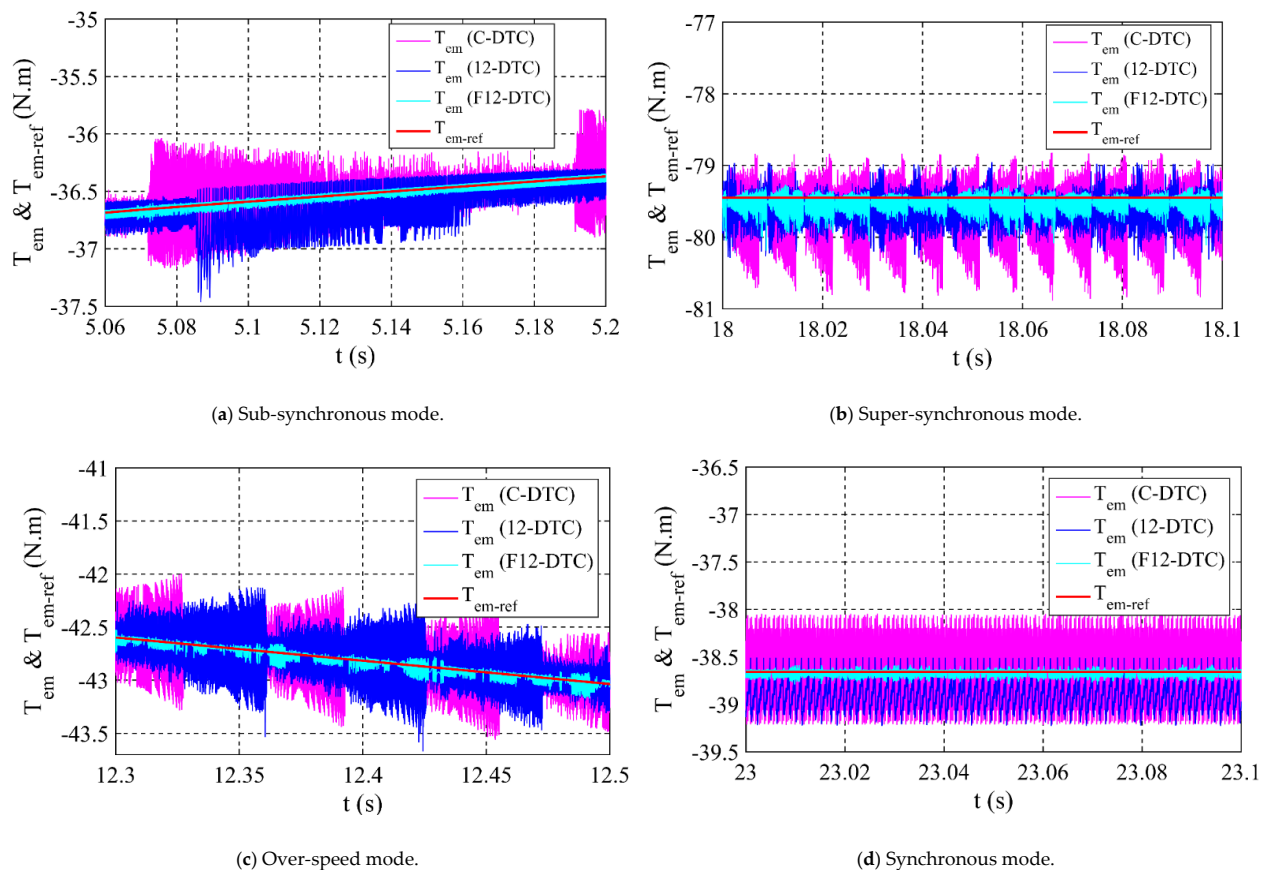 -35
-35.5
-36
-36.5
-37
-37.5
T_em & T_em-ref (N.m)
T_em (C-DTC)
T_em (12-DTC)
T_em (F12-DTC)
T_em-ref
5.06 5.08 5.1 5.12 5.14 5.16 5.18 5.2
t (s)
(a) Sub-synchronous mode.
-77
-78
-79
-80
-81
T_em & T_em-ref (N.m)
T_em (C-DTC)
T_em (12-DTC)
T_em (F12-DTC)
T_em-ref
18 18.02 18.04 18.06 18.08 18.1
t (s)
(b) Super-synchronous mode.
-41
-41.5
-42
-42.5
-43
-43.5
T_em & T_em-ref (N.m)
T_em (C-DTC)
T_em (12-DTC)
T_em (F12-DTC)
T_em-ref
12.3 12.35 12.4 12.45 12.5
t (s)
(c) Over-speed mode.
-36.5
-37
-37.5
-38
-38.5
-39
-39.5
T_em & T_em-ref (N.m)
T_em (C-DTC)
T_em (12-DTC)
T_em (F12-DTC)
T_em-ref
23 23.02 23.04 23.06 23.08 23.1
t (s)
(d) Synchronous mode.